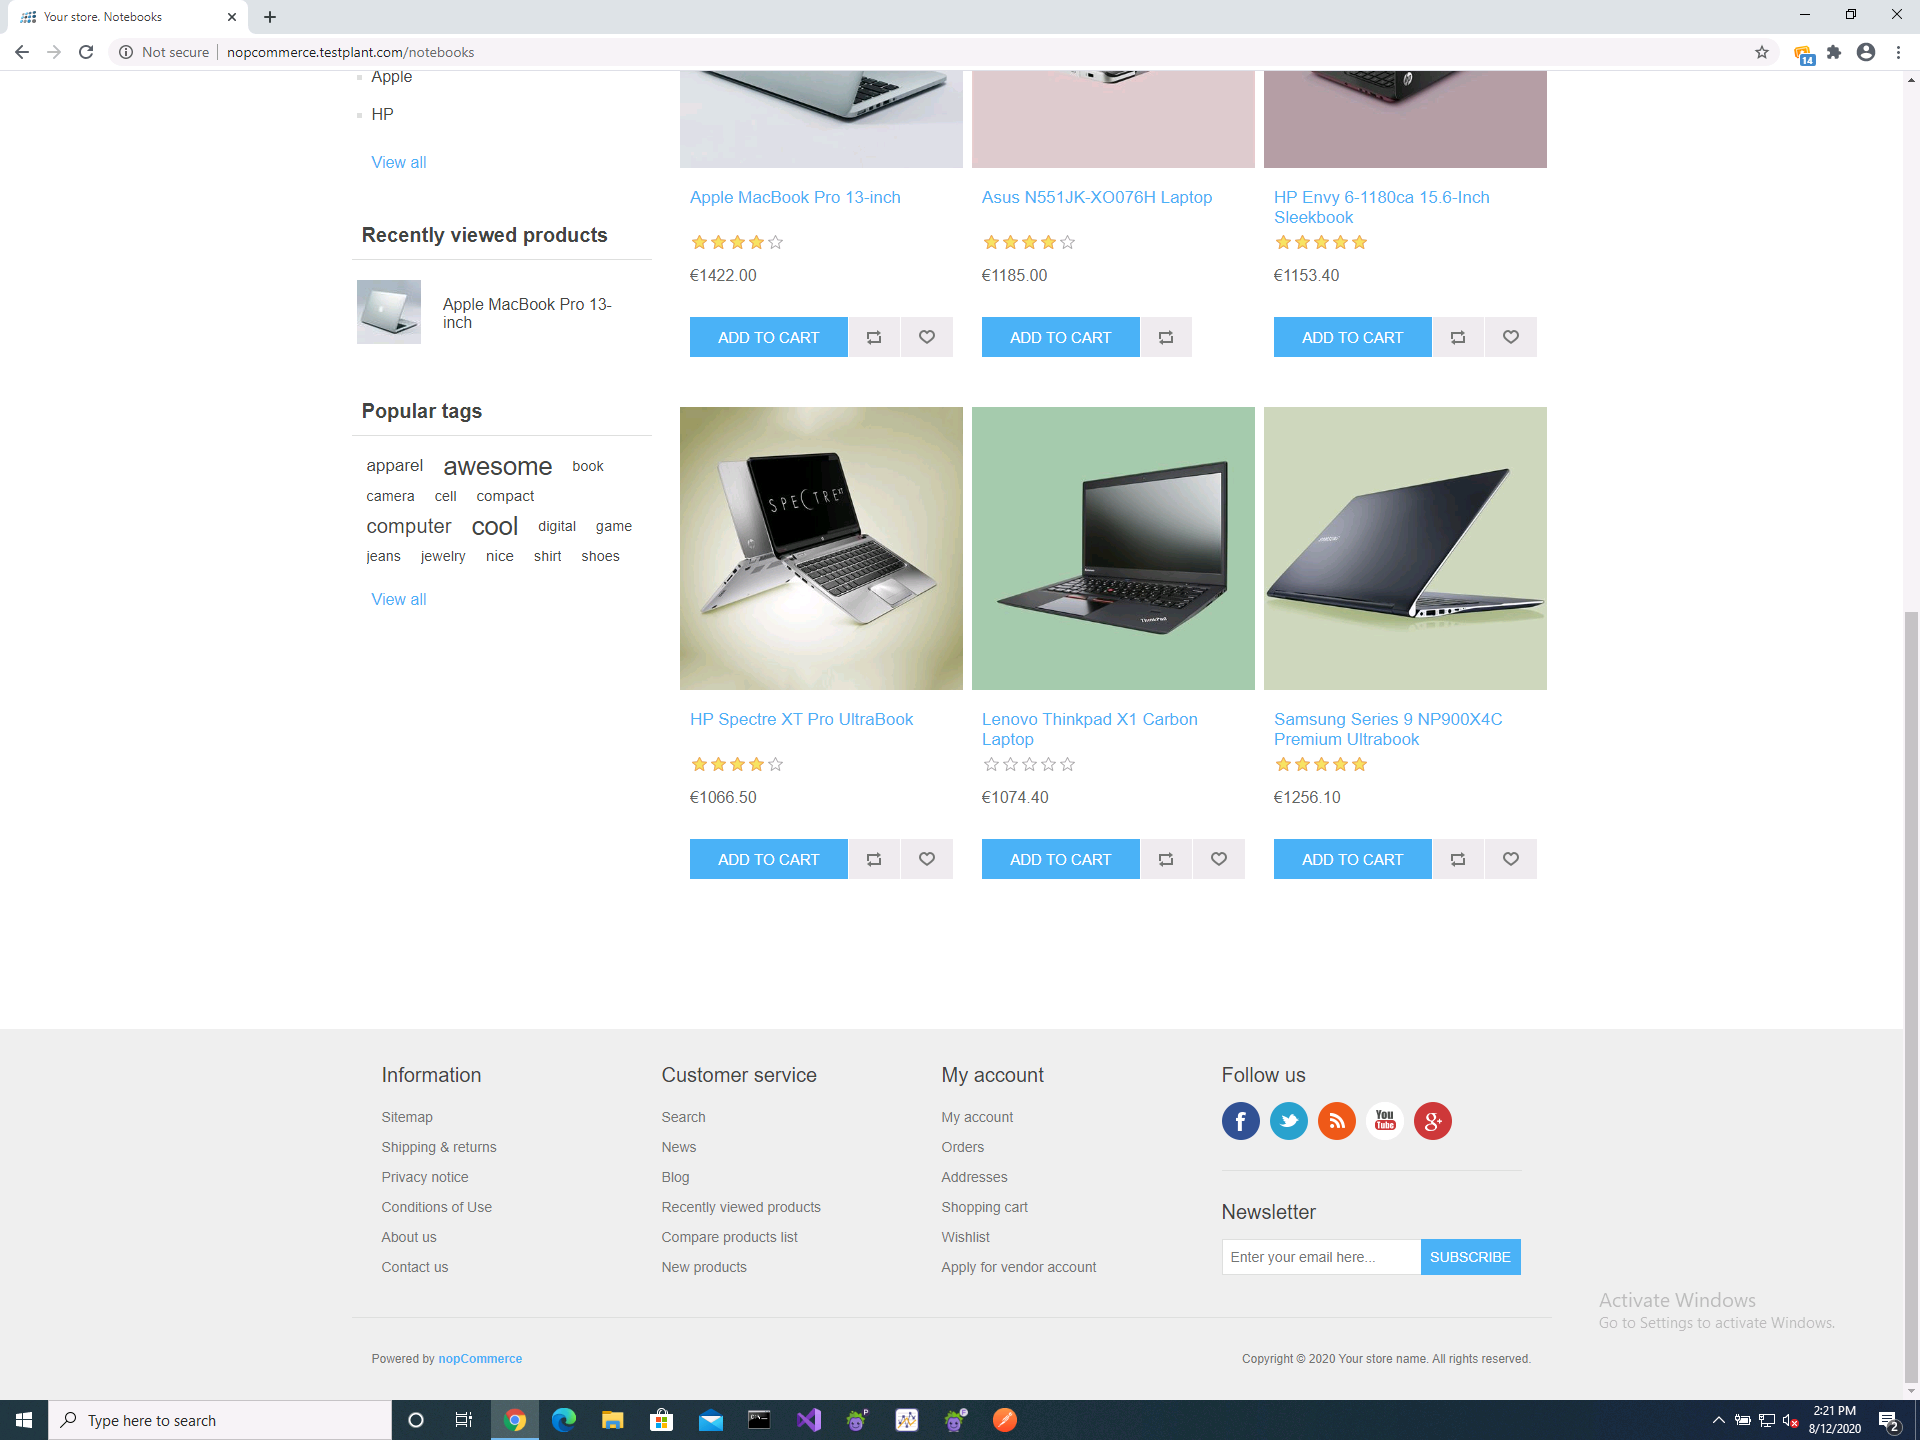 Your store. Notebooks
Not secure
nopcommerce.testplant.com/notebooks
14
Apple
HP
View all
Recently viewed products
Apple MacBook Pro 13-
inch
Popular tags
apparel awesome book
camera cell compact
computer cool digital game
jeans jewelry nice shirt shoes
View all
Apple MacBook Pro 13-inch
€1422.00
ADD TO CART
Asus N551JK-XO076H Laptop
€1185.00
ADD TO CART
HP Envy 6-1180ca 15.6-Inch
Sleekbook
€1153.40
ADD TO CART
SPECTRE XT
HP Spectre XT Pro UltraBook
€1066.50
ADD TO CART
ThinkPad
Lenovo Thinkpad X1 Carbon
Laptop
€1074.40
ADD TO CART
SAMSUNG
Samsung Series 9 NP900X4C
Premium Ultrabook
€1256.10
ADD TO CART
Information
Sitemap
Shipping & returns
Privacy notice
Conditions of Use
About us
Contact us
Customer service
Search
News
Blog
Recently viewed products
Compare products list
New products
My account
My account
Orders
Addresses
Shopping cart
Wishlist
Apply for vendor account
Follow us
You
Tube
Newsletter
Enter your email here...
SUBSCRIBE
Activate Windows
Go to Settings to activate Windows.
Powered by nopCommerce
Copyright © 2020 Your store name. All rights reserved.
Type here to search
2:21 PM
8/12/2020
2